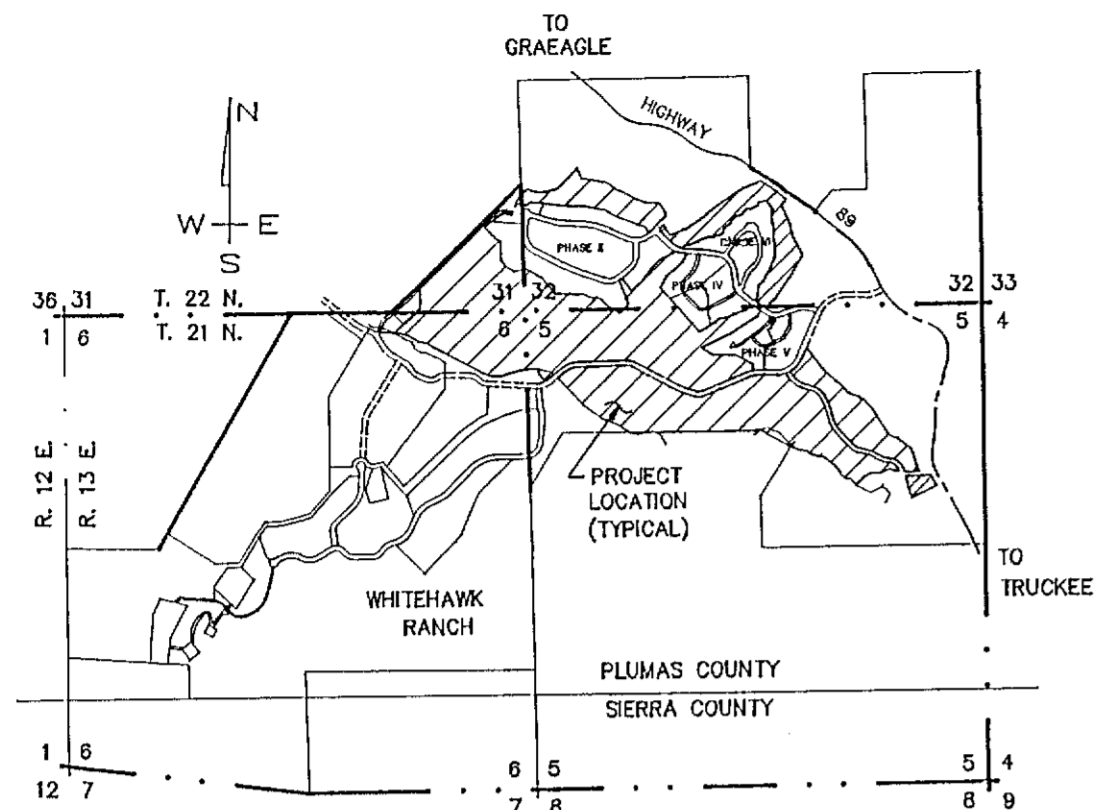 TO
GRAEAGLE
HIGHWAY
89
N
W E
S
PHASE II
PHASE IV
PHASE V
36 31
T. 22 N.
31 32
32 33
1 6
T. 21 N.
6 5
5 4
R. 12 E.
R. 13 E.
PROJECT
LOCATION
(TYPICAL)
WHITEHAWK
RANCH
TO
TRUCKEE
PLUMAS COUNTY
SIERRA COUNTY
1 6
12 7
6 5
7 8
5 4
8 9